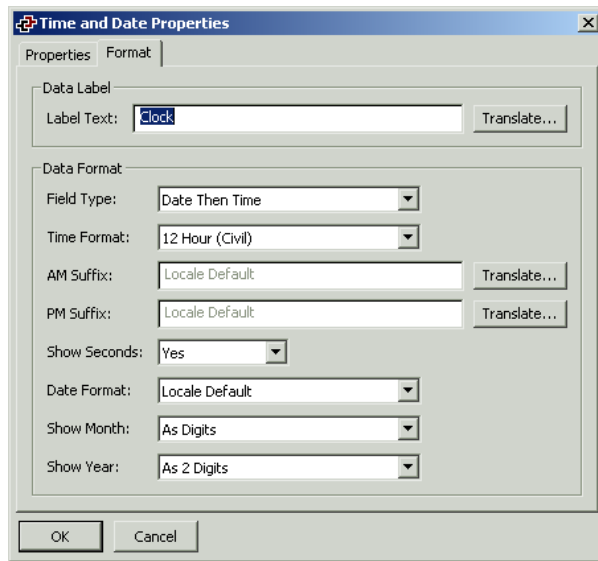 Time and Date Properties
Properties Format
Data Label
Label Text: Clock Translate...
Data Format
Field Type: Date Then Time
Time Format: 12 Hour (Civil)
AM Suffix: Locale Default Translate...
PM Suffix: Locale Default Translate...
Show Seconds: Yes
Date Format: Locale Default
Show Month: As Digits
Show Year: As 2 Digits
OK Cancel